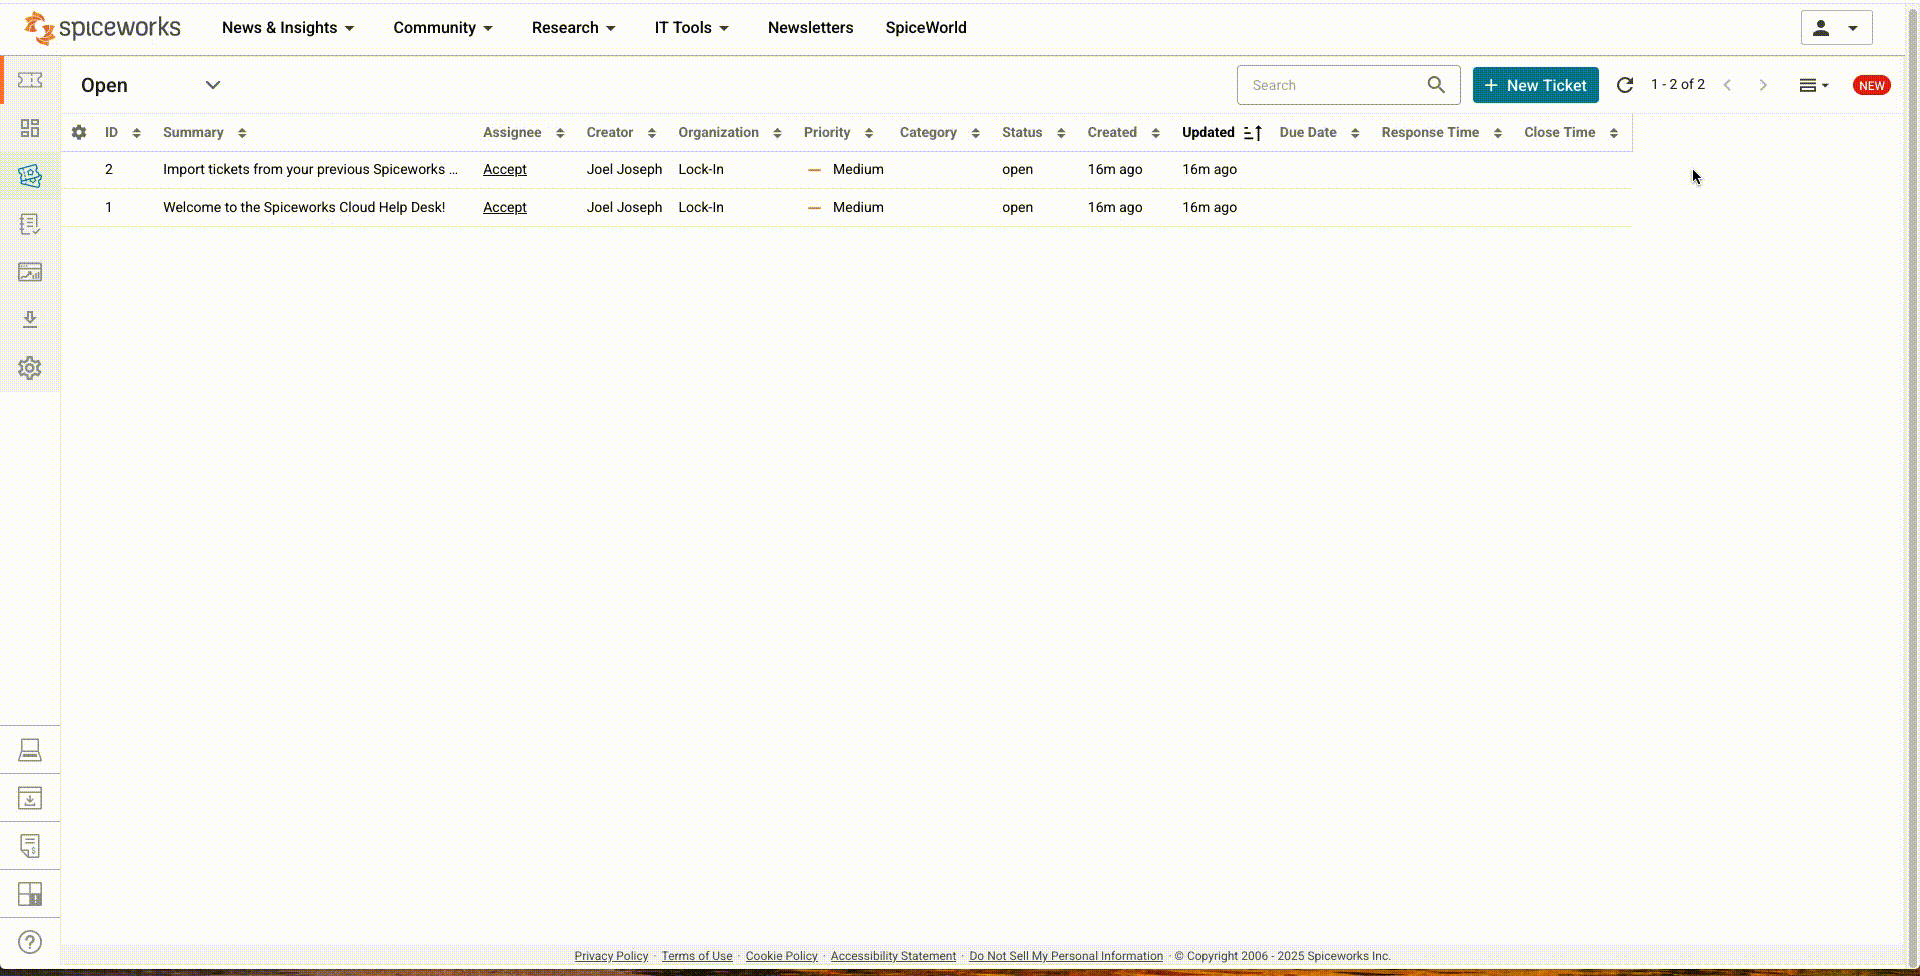 spiceworks News & Insights Community Research IT Tools Newsletters SpiceWorld
Open Search + New Ticket 1 - 2 of 2 NEW
ID Summary Assignee Creator Organization Priority Category Status Created Updated Due Date Response Time Close Time
2 Import tickets from your previous Spiceworks ... Accept Joel Joseph Lock-In Medium open 16m ago 16m ago
1 Welcome to the Spiceworks Cloud Help Desk! Accept Joel Joseph Lock-In Medium open 16m ago 16m ago
Privacy Policy · Terms of Use · Cookie Policy · Accessibility Statement · Do Not Sell My Personal Information · © Copyright 2006 - 2025 Spiceworks Inc.